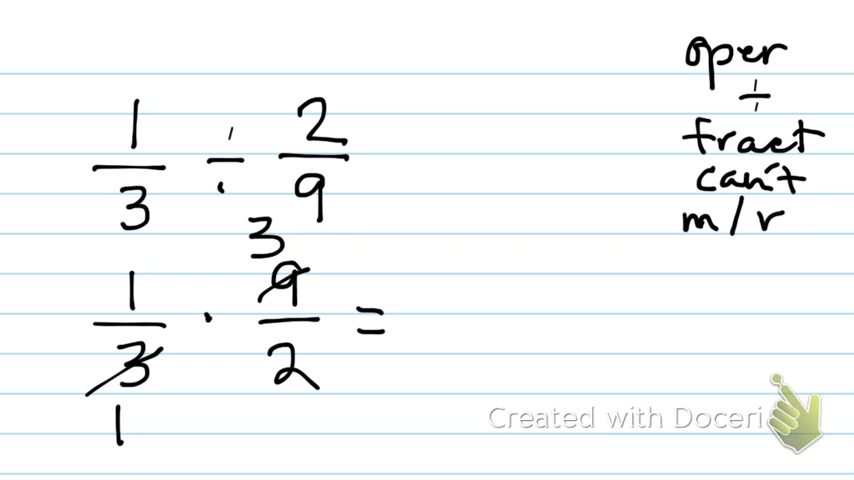 oper
÷
fract
can't
m/r
1/3 ÷ 2/9
3
1/3 · 9/2 =
1
Created with Doceri